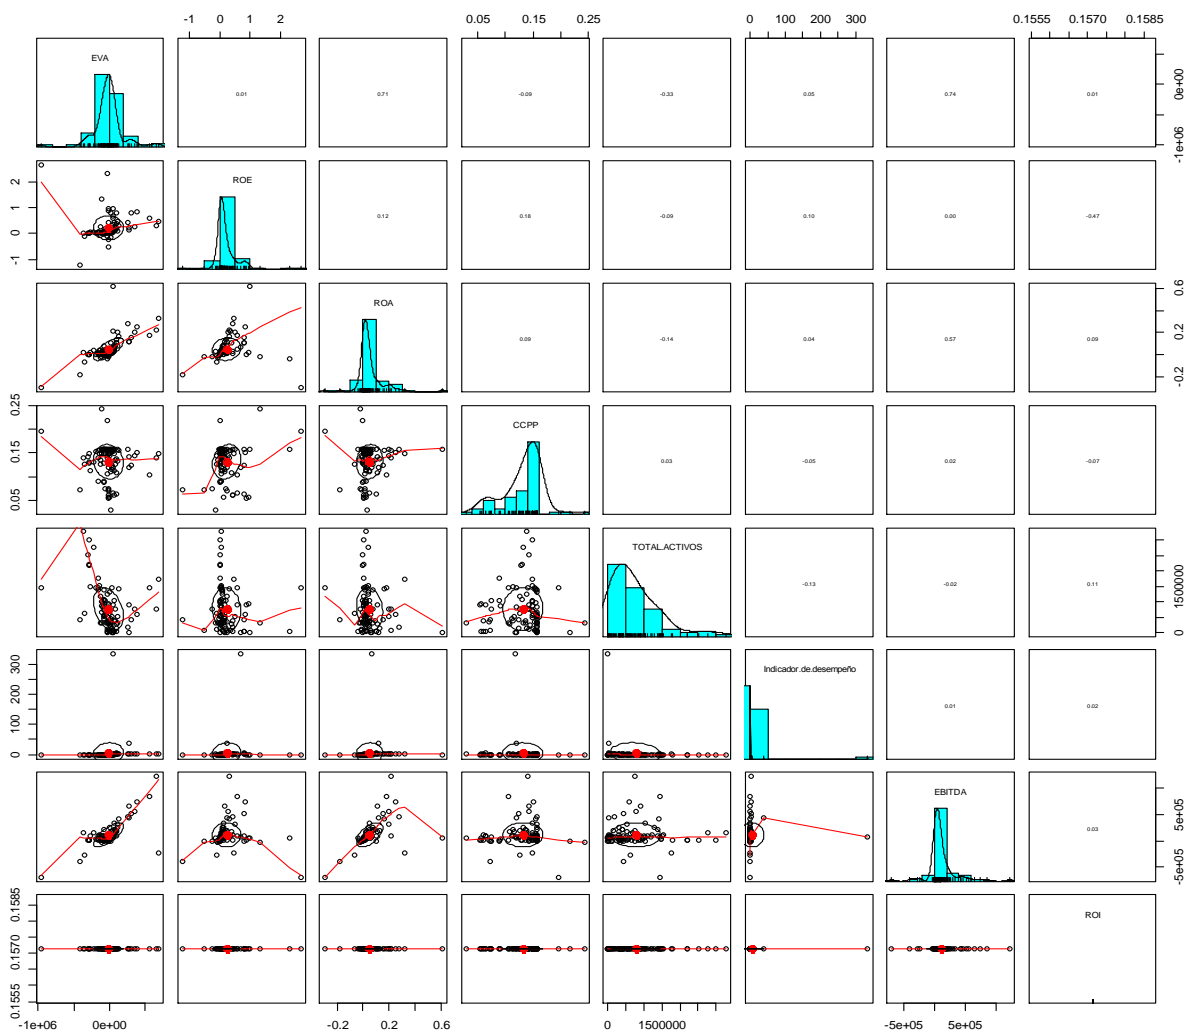 -1 0 1 2 0.05 0.15 0.25 0 100 300 0.1555 0.1570 0.1585
EVA 0.01 0.71 -0.09 -0.33 0.05 0.74 0.01
-1e+06 0e+00
-1 0 1 2
ROE 0.12 0.18 -0.09 0.10 0.00 -0.47
ROA 0.09 -0.14 0.04 0.57 0.09
-0.2 0.2 0.6
0.05 0.15 0.25
CCPP 0.03 -0.05 0.02 -0.07
TOTAL.ACTIVOS -0.13 -0.02 0.11
0 1500000
0 100 200 300
Indicador.de.desempeño 0.01 0.02
EBITDA 0.03
-5e+05 5e+05
0.1555 0.1570 0.1585
ROI
-1e+06 0e+00 -0.2 0.2 0.6 0 1500000 -5e+05 5e+05